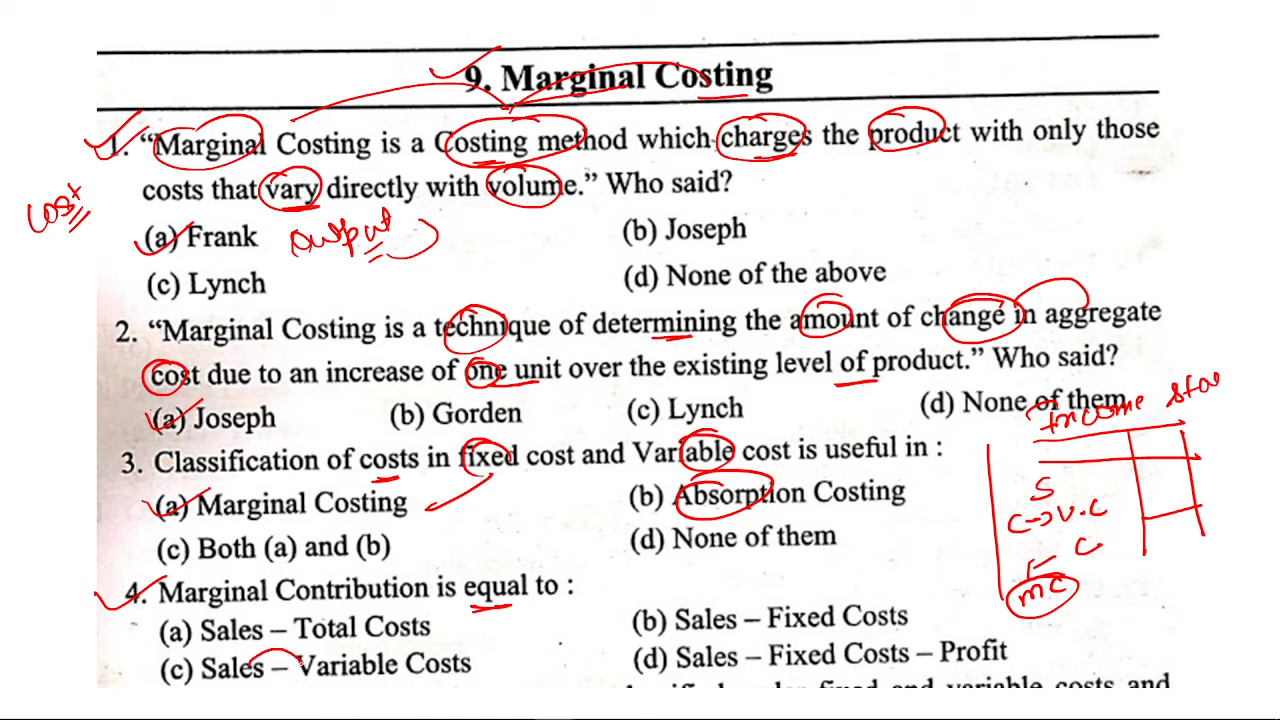 9. Marginal Costing
1. “Marginal Costing is a Costing method which charges the product with only those
costs that vary directly with volume.” Who said?
cost
(a) Frank output (b) Joseph
(c) Lynch (d) None of the above
2. “Marginal Costing is a technique of determining the amount of change in aggregate
cost due to an increase of one unit over the existing level of product.” Who said?
(a) Joseph (b) Gorden (c) Lynch (d) None of them
Income
3. Classification of costs in fixed cost and Variable cost is useful in :
(a) Marginal Costing (b) Absorption Costing
S
C→V.C
(c) Both (a) and (b) (d) None of them
C
F
MC
4. Marginal Contribution is equal to :
(a) Sales – Total Costs (b) Sales – Fixed Costs
(c) Sales – Variable Costs (d) Sales – Fixed Costs – Profit
fixed and variable costs and